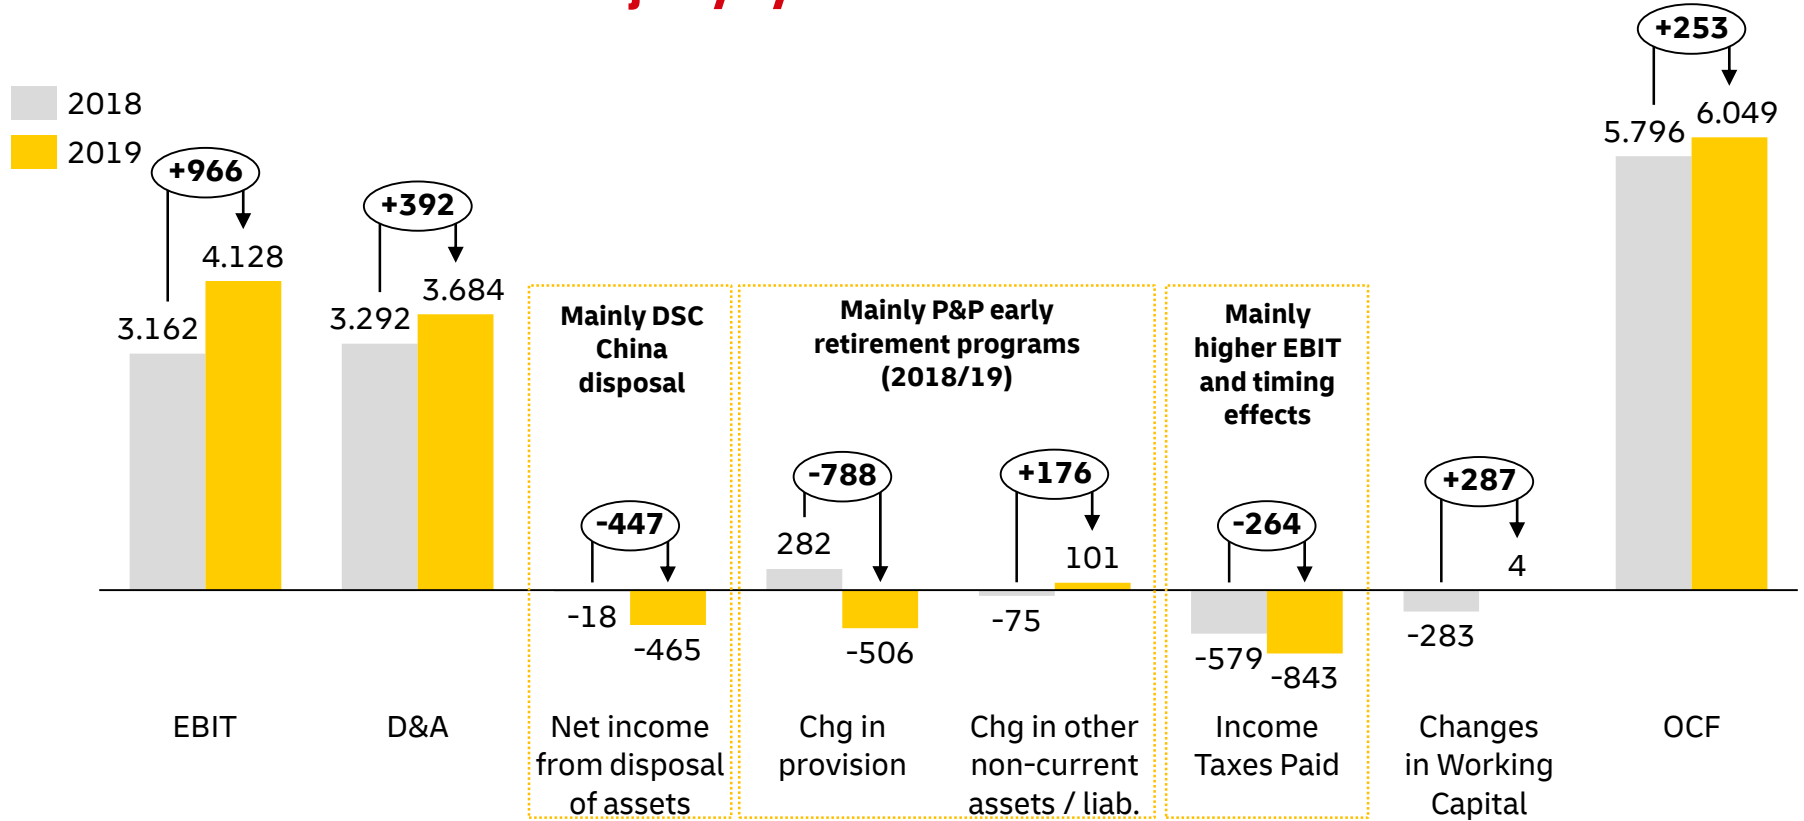 2018
2019
+966
4.128
3.162
EBIT
+392
3.684
3.292
D&A
Mainly DSC
China
disposal
-447
-18
-465
Net income
from disposal
of assets
Mainly P&P early
retirement programs
(2018/19)
-788
282
-506
Chg in
provision
+176
101
-75
Chg in other
non-current
assets / liab.
Mainly
higher EBIT
and timing
effects
-264
-579
-843
Income
Taxes Paid
+287
4
-283
Changes
in Working
Capital
+253
5.796
6.049
OCF